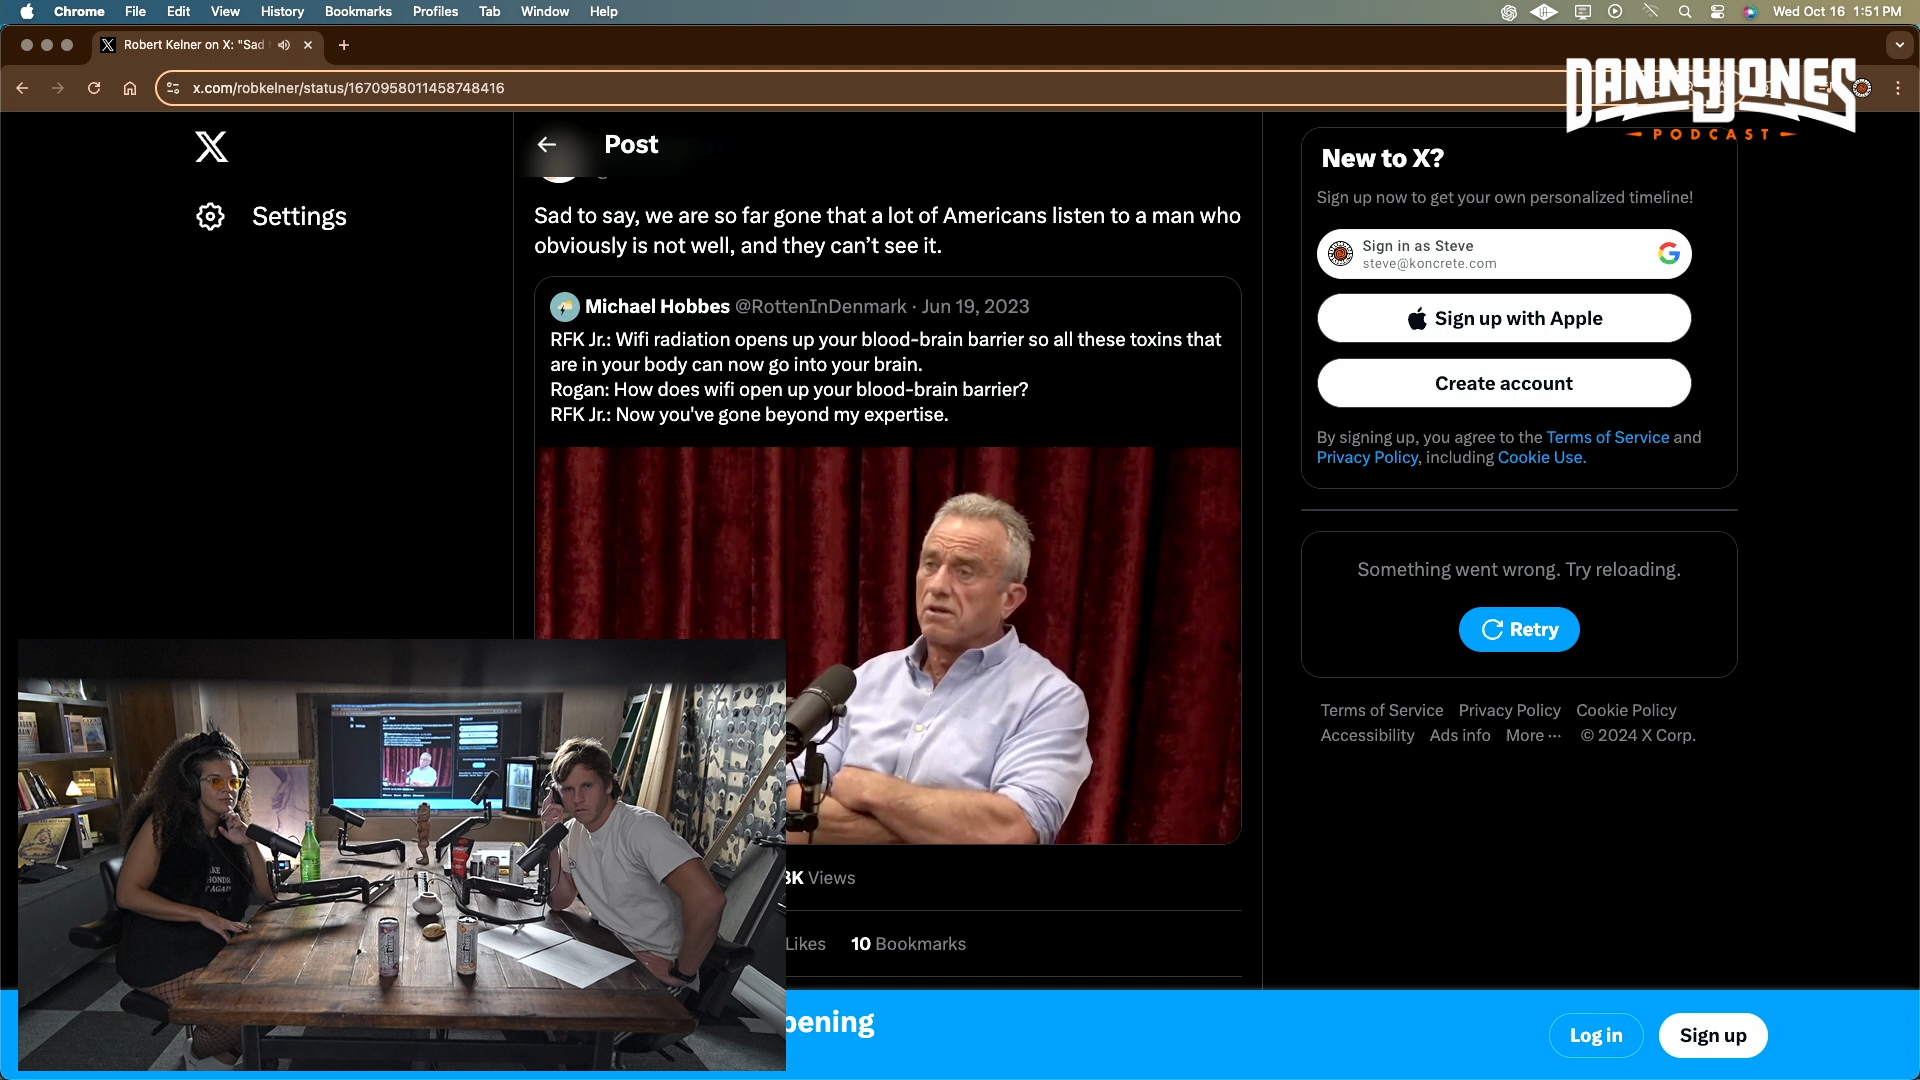 Chrome File Edit View History Bookmarks Profiles Tab Window Help
Wed Oct 16 1:51 PM
Robert Kelner on X: "Sad
x.com/robkelner/status/1670958011458748416
DANNY JONES
PODCAST
Settings
Post
Sad to say, we are so far gone that a lot of Americans listen to a man who
obviously is not well, and they can’t see it.
Michael Hobbes @RottenInDenmark · Jun 19, 2023
RFK Jr.: Wifi radiation opens up your blood-brain barrier so all these toxins that
are in your body can now go into your brain.
Rogan: How does wifi open up your blood-brain barrier?
RFK Jr.: Now you've gone beyond my expertise.
Views
Likes 10 Bookmarks
New to X?
Sign up now to get your own personalized timeline!
Sign in as Steve
steve@koncrete.com
Sign up with Apple
Create account
By signing up, you agree to the Terms of Service and
Privacy Policy, including Cookie Use.
Something went wrong. Try reloading.
Retry
Terms of Service Privacy Policy Cookie Policy
Accessibility Ads info More ··· © 2024 X Corp.
pening
Log in Sign up